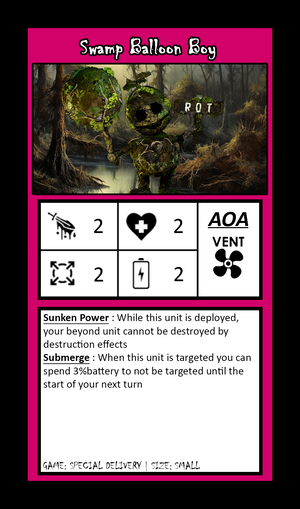 Swamp Balloon Boy
ROT
2
2
AOA
VENT
2
2
Sunken Power : While this unit is deployed,
your beyond unit cannot be destroyed by
destruction effects
Submerge : When this unit is targeted you can
spend 3%battery to not be targeted until the
start of your next turn
GAME; SPECIAL DELIVERY | SIZE; SMALL